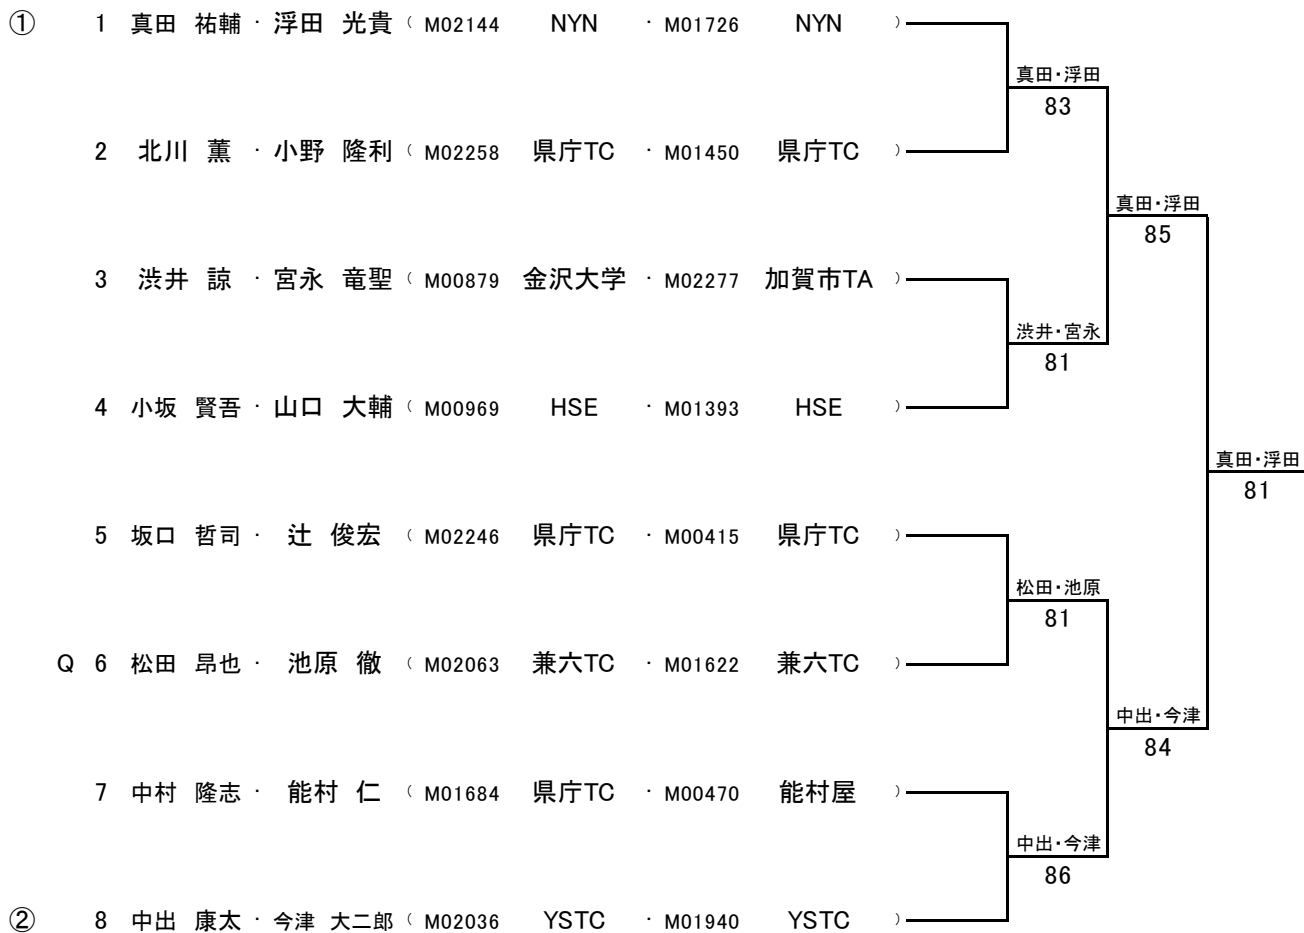 ① 1 真田 祐輔 ・ 浮田 光貴 ( M02144 NYN ・ M01726 NYN )
真田・浮田
83
2 北川 薫 ・ 小野 隆利 ( M02258 県庁TC ・ M01450 県庁TC )
真田・浮田
85
3 渋井 諒 ・ 宮永 竜聖 ( M00879 金沢大学 ・ M02277 加賀市TA )
渋井・宮永
81
4 小坂 賢吾 ・ 山口 大輔 ( M00969 HSE ・ M01393 HSE )
真田・浮田
81
5 坂口 哲司 ・ 辻 俊宏 ( M02246 県庁TC ・ M00415 県庁TC )
松田・池原
81
Q 6 松田 昂也 ・ 池原 徹 ( M02063 兼六TC ・ M01622 兼六TC )
中出・今津
84
7 中村 隆志 ・ 能村 仁 ( M01684 県庁TC ・ M00470 能村屋 )
中出・今津
86
② 8 中出 康太 ・ 今津 大二郎 ( M02036 YSTC ・ M01940 YSTC )